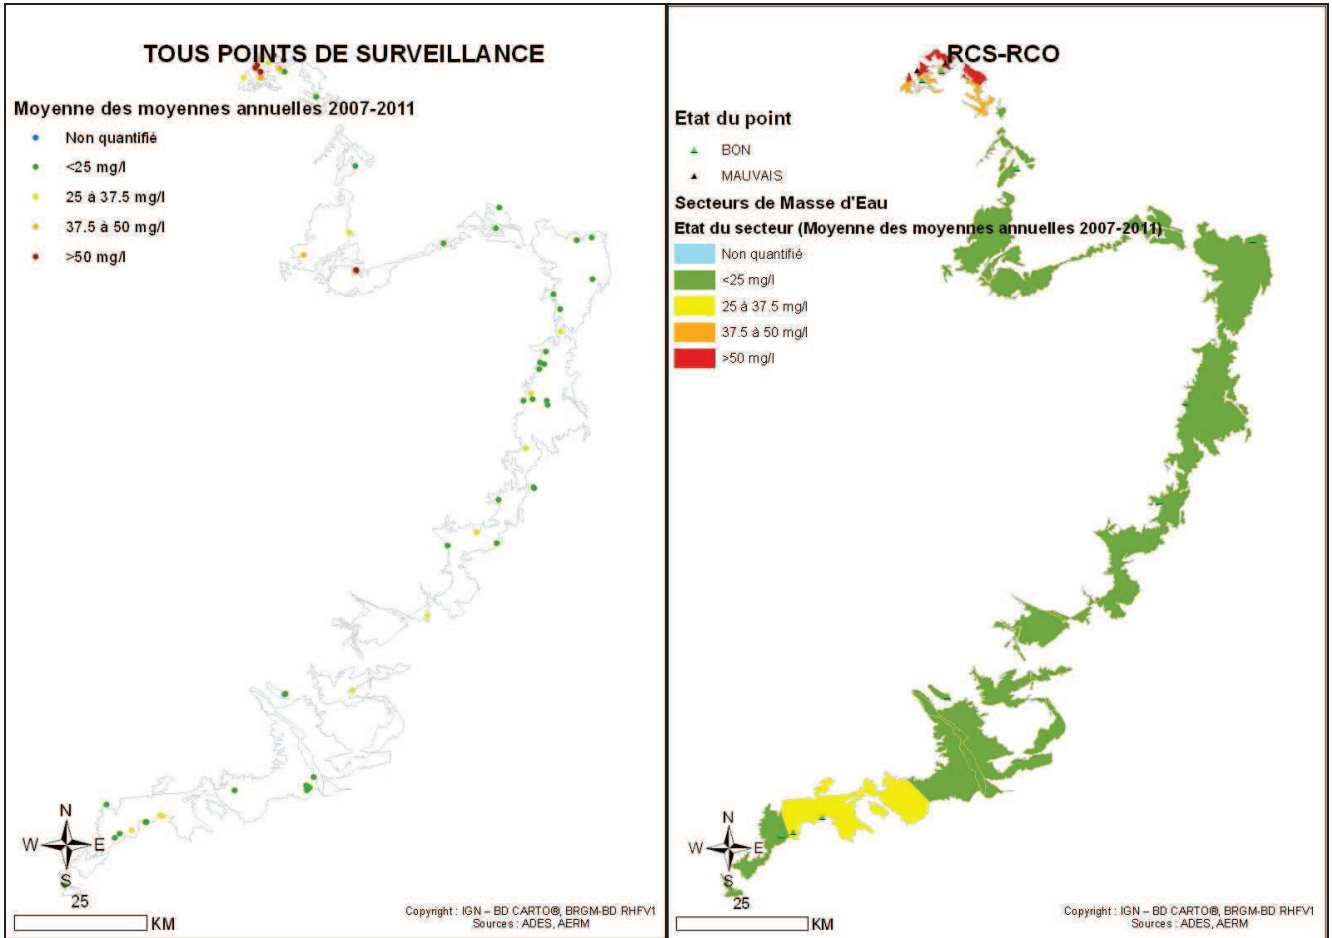 TOUS POINTS DE SURVEILLANCE
Moyenne des moyennes annuelles 2007-2011
Non quantifié
<25 mg/l
25 à 37.5 mg/l
37.5 à 50 mg/l
>50 mg/l
N
W
E
S
25
KM
Copyright : IGN – BD CARTO®, BRGM-BD RHFV1
Sources : ADES, AERM
RCS-RCO
Etat du point
BON
MAUVAIS
Secteurs de Masse d'Eau
Etat du secteur (Moyenne des moyennes annuelles 2007-2011)
Non quantifié
<25 mg/l
25 à 37.5 mg/l
37.5 à 50 mg/l
>50 mg/l
N
W
E
S
25
KM
Copyright : IGN – BD CARTO®, BRGM-BD RHFV1
Sources : ADES, AERM